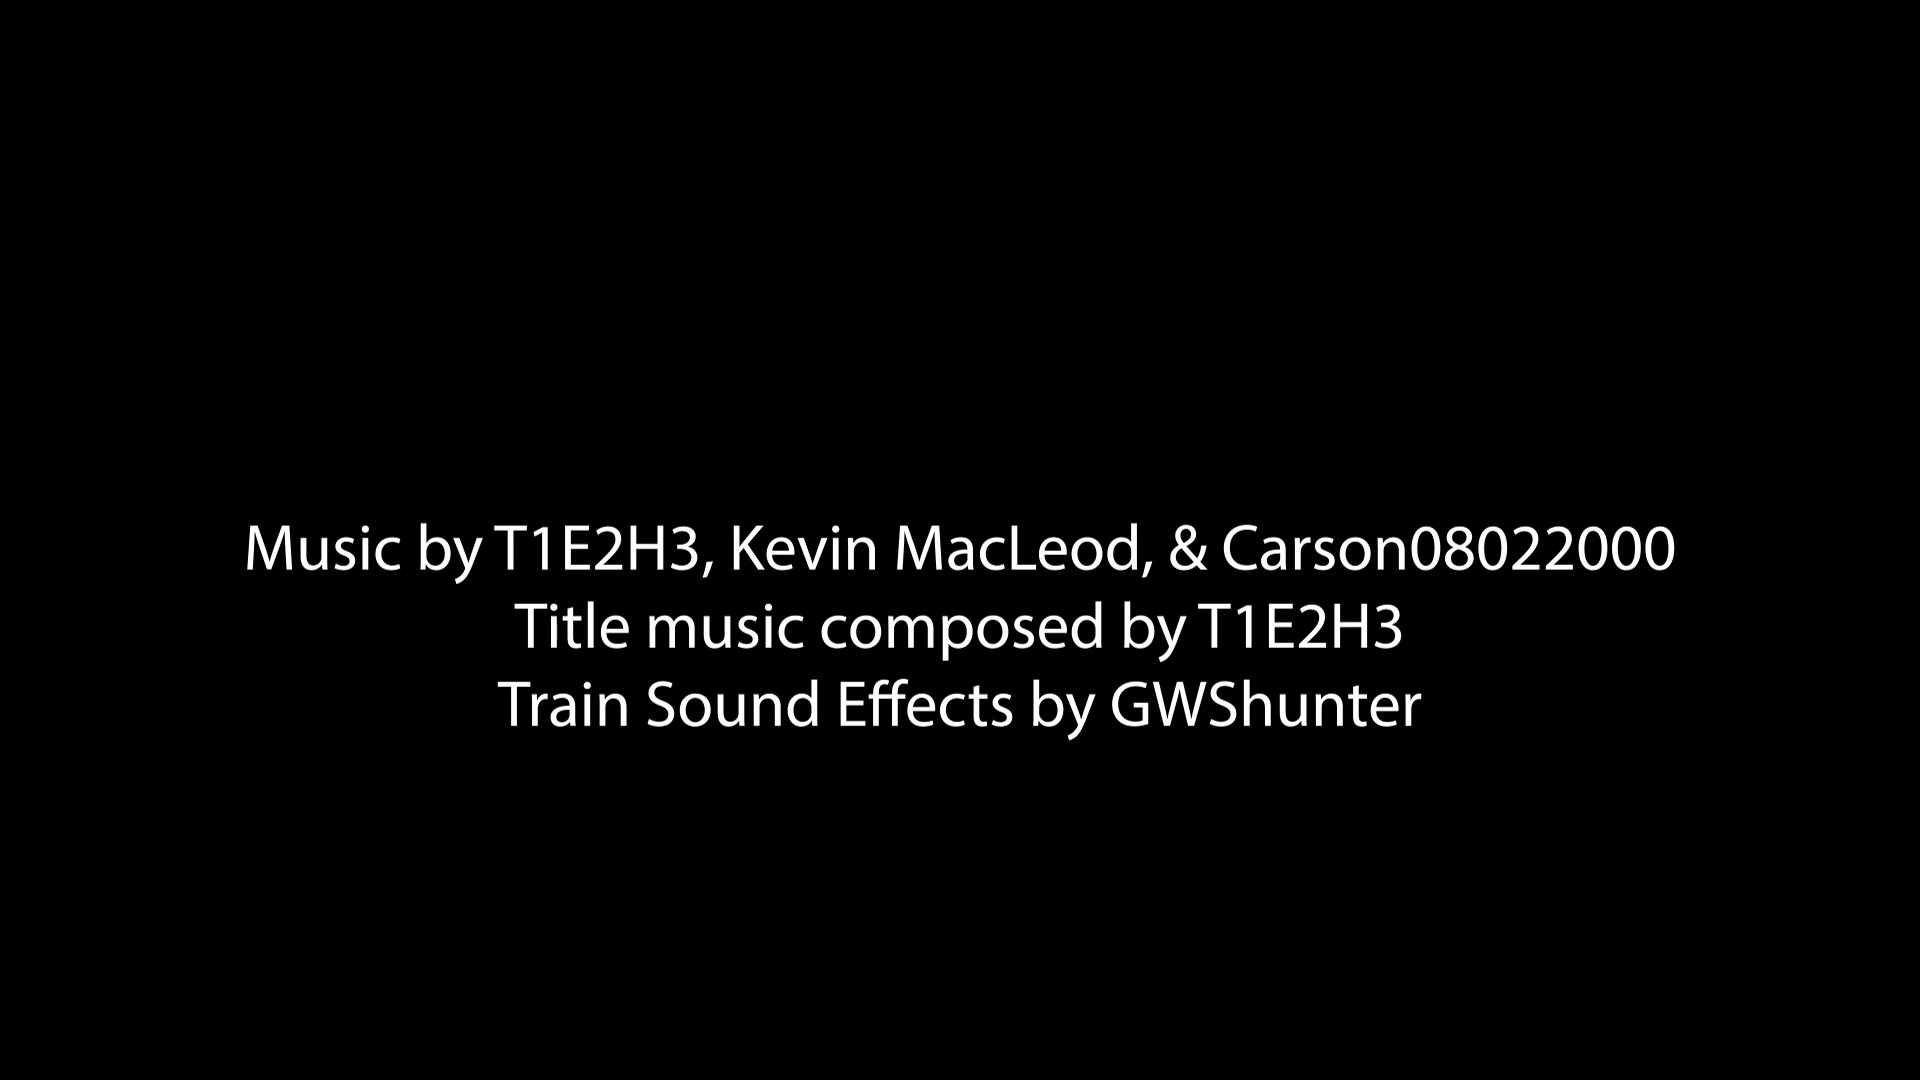 Music by T1E2H3, Kevin MacLeod, & Carson08022000
Title music composed by T1E2H3
Train Sound Effects by GWShunter